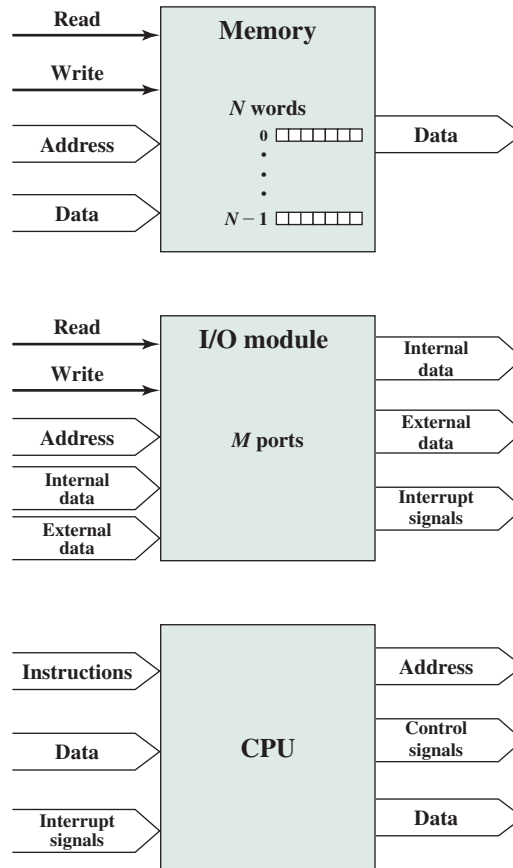 Read
Memory
Write
N words
0
Address
Data
Data
N – 1
Read
I/O module
Internal
data
Write
Address
M ports
External
data
Internal
data
Interrupt
signals
External
data
Instructions
Address
Data
CPU
Control
signals
Interrupt
signals
Data